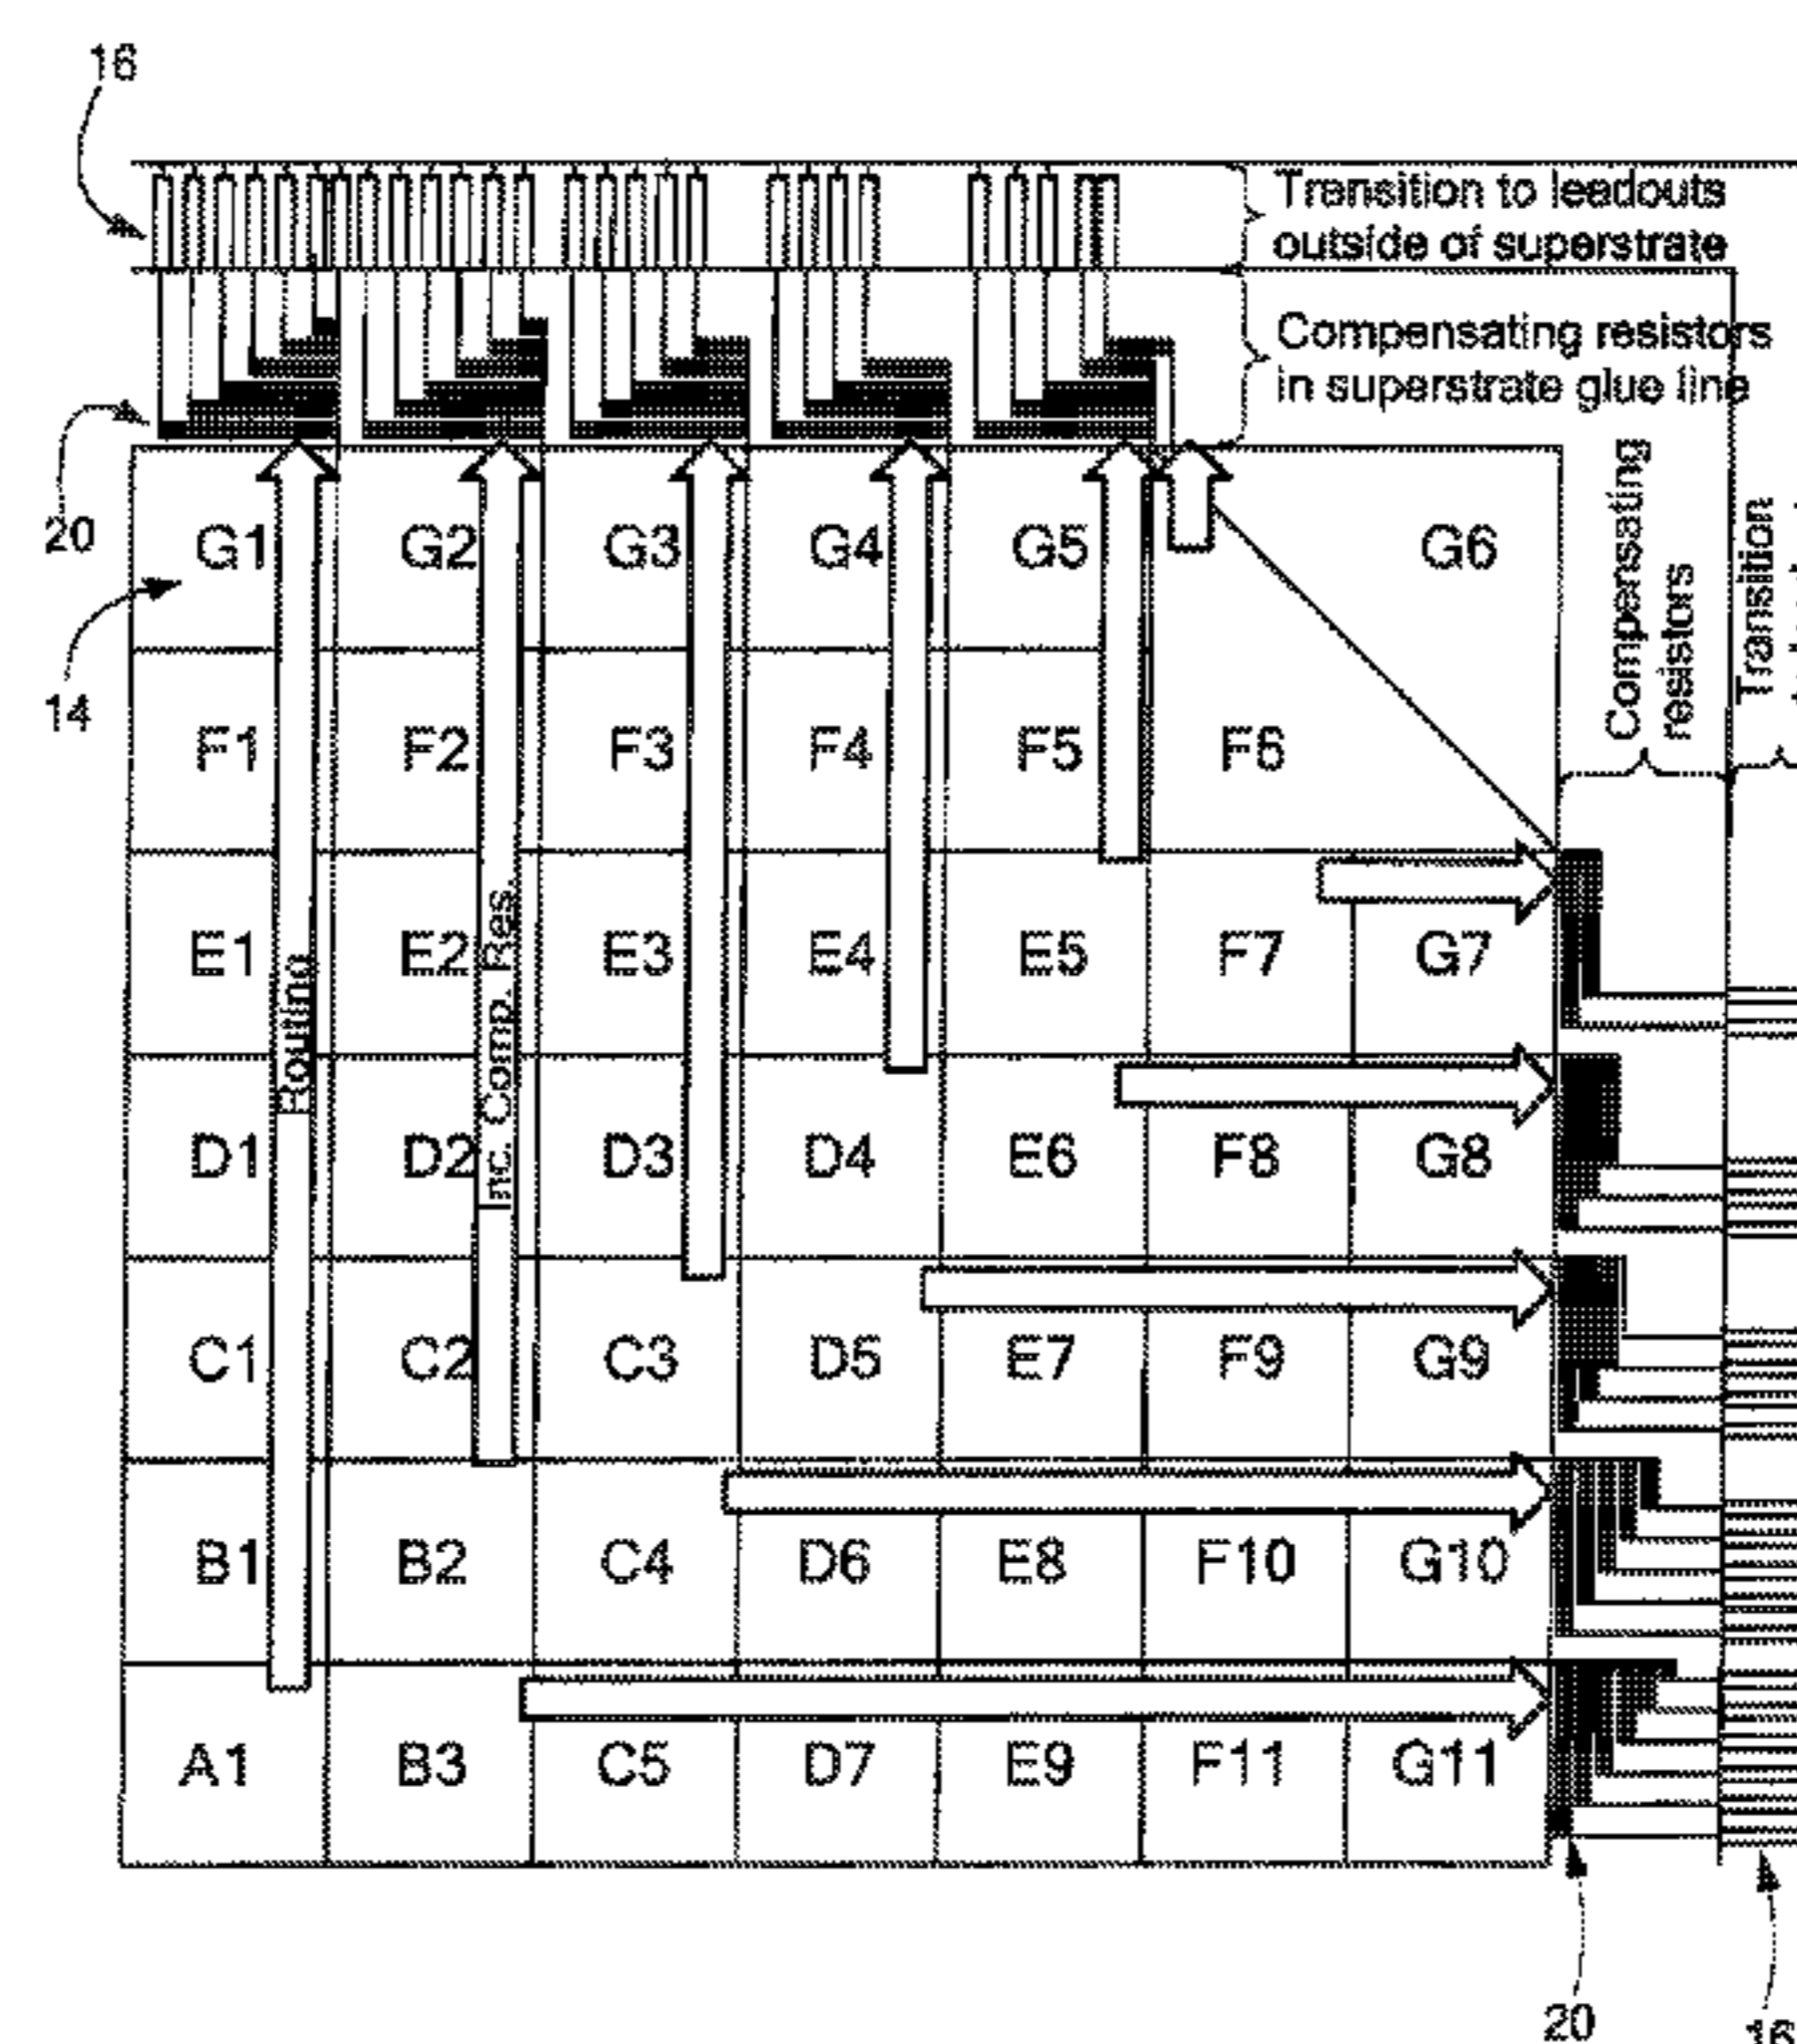 16
Transition to leadouts
outside of superstrate
Compensating resistors
in superstrate glue line
20
14
Compensating
resistors
Transition
G1 G2 G3 G4 G5 G6
F1 F2 F3 F4 F5 F6
E1 E2 E3 E4 E5 F7 G7
Routing
Inc. Comp. Res.
D1 D2 D3 D4 E6 F8 G8
C1 C2 C3 D5 E7 F9 G9
B1 B2 C4 D6 E8 F10 G10
A1 B3 C5 D7 E9 F11 G11
20
16